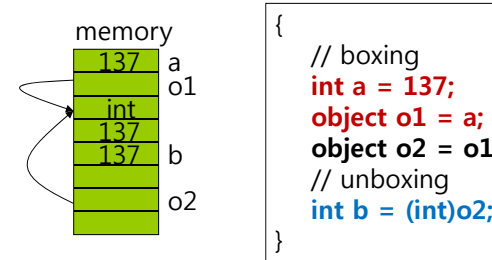 memory
137 a
o1
int
137
137 b
o2
{
// boxing
int a = 137;
object o1 = a;
object o2 = o1
// unboxing
int b = (int)o2;
}